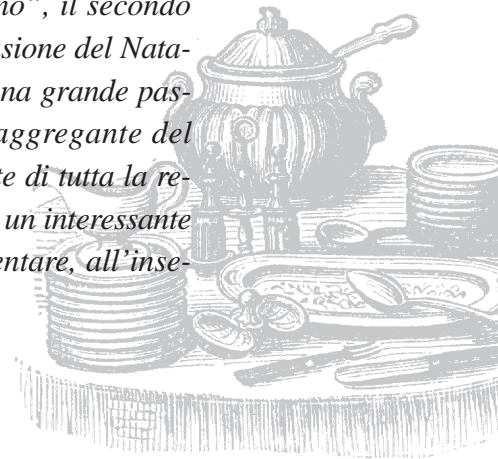 no", il secondo
sione del Nata-
na grande pas-
aggregante del
te di tutta la re-
un interessante
entare, all'inse-